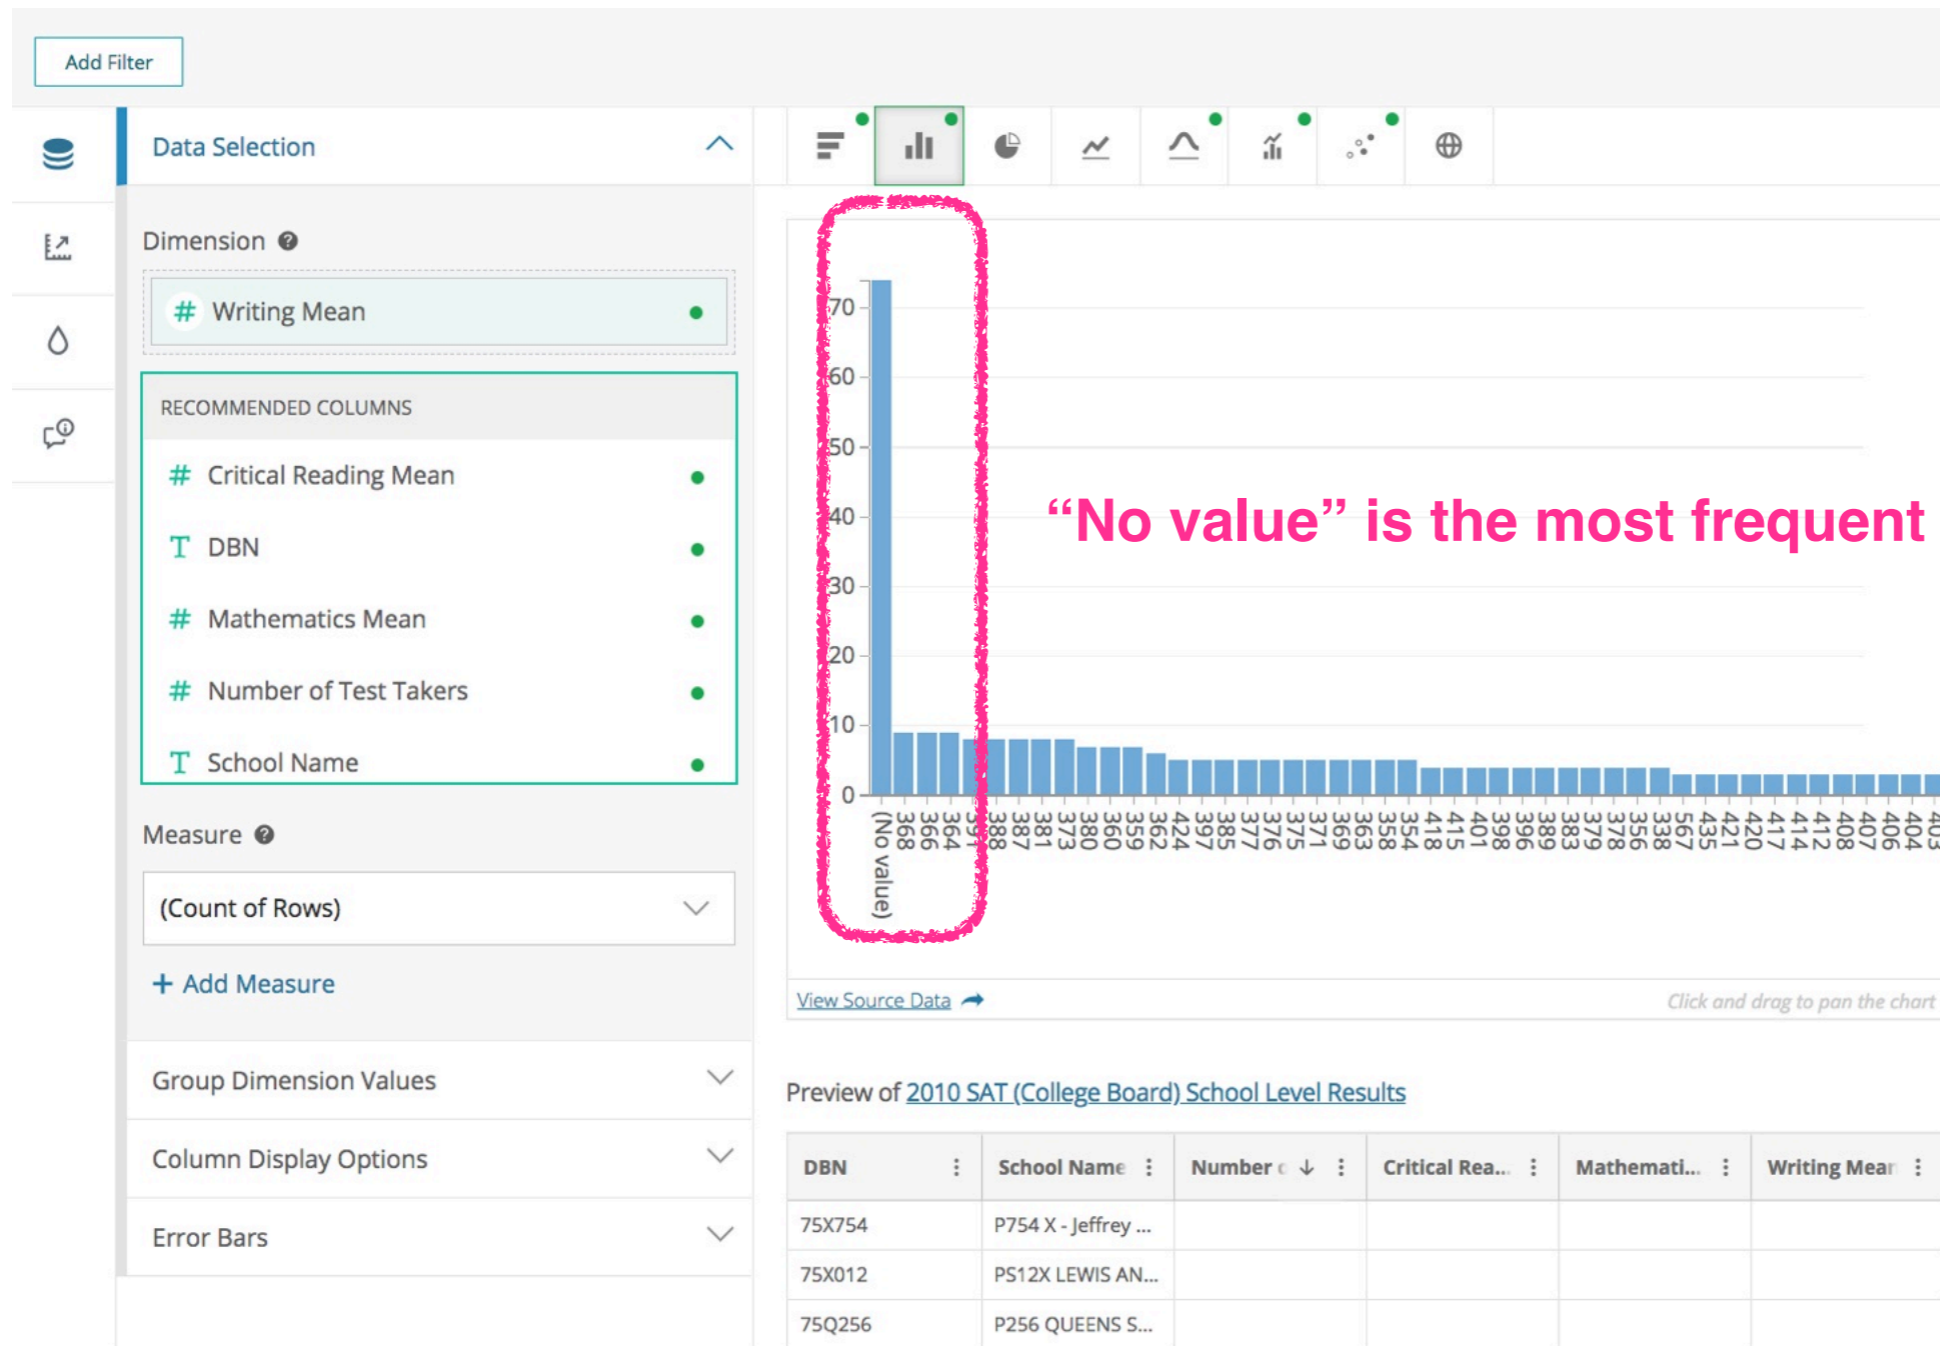 Add Filter
Data Selection
Dimension
# Writing Mean
RECOMMENDED COLUMNS
# Critical Reading Mean
T DBN
# Mathematics Mean
# Number of Test Takers
T School Name
Measure
(Count of Rows)
+ Add Measure
Group Dimension Values
Column Display Options
Error Bars
70
60
50
40
30
20
10
0
“No value” is the most frequent
(No value)
368
366
364
391
388
387
381
373
380
360
359
362
424
397
385
377
376
375
371
369
363
358
354
418
415
401
398
396
389
383
379
378
356
338
567
435
421
420
417
414
412
408
407
406
404
403
View Source Data
Click and drag to pan the chart
Preview of 2010 SAT (College Board) School Level Results
DBN School Name Number Critical Rea... Mathemati... Writing Mean
75X754 P754 X - Jeffrey ...
75X012 PS12X LEWIS AN...
75Q256 P256 QUEENS S...